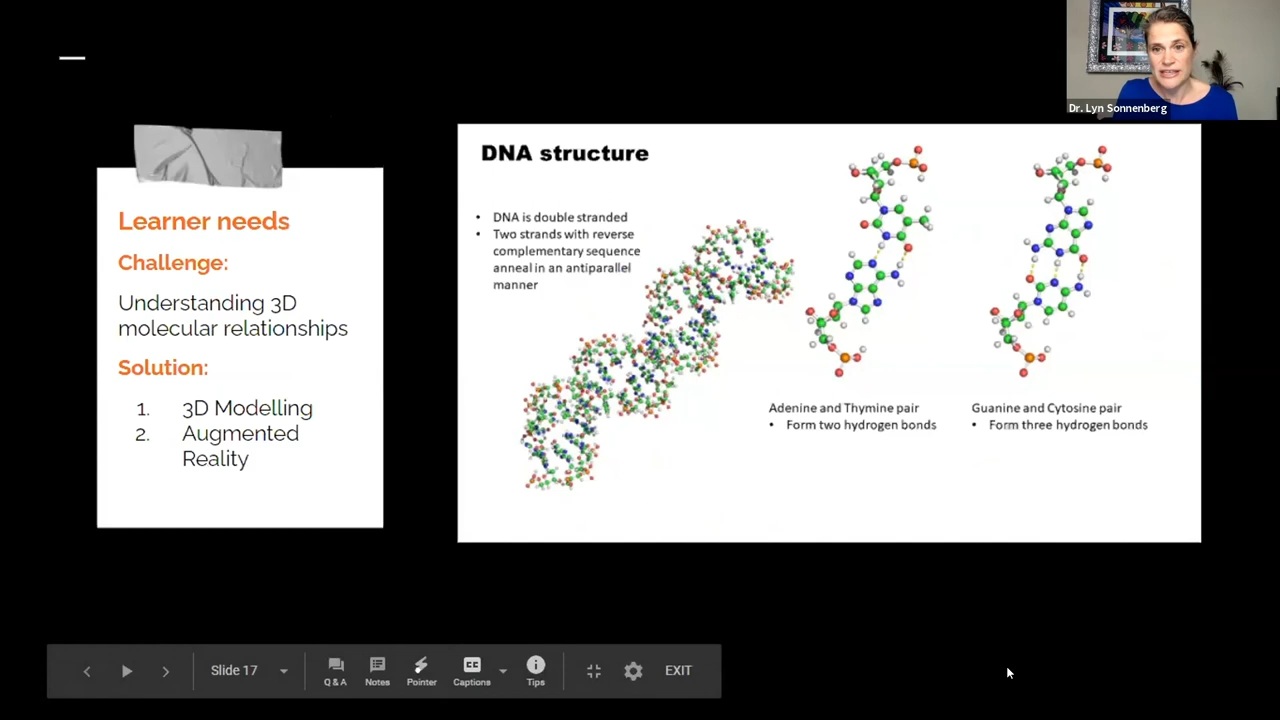 Dr. Lyn Sonnenberg
Learner needs
Challenge:
Understanding 3D
molecular relationships
Solution:
1. 3D Modelling
2. Augmented
Reality
DNA structure
• DNA is double stranded
• Two strands with reverse
complementary sequence
anneal in an antiparallel
manner
Adenine and Thymine pair
• Form two hydrogen bonds
Guanine and Cytosine pair
• Form three hydrogen bonds
Slide 17
Q & A
Notes
Pointer
CC
Captions
Tips
EXIT